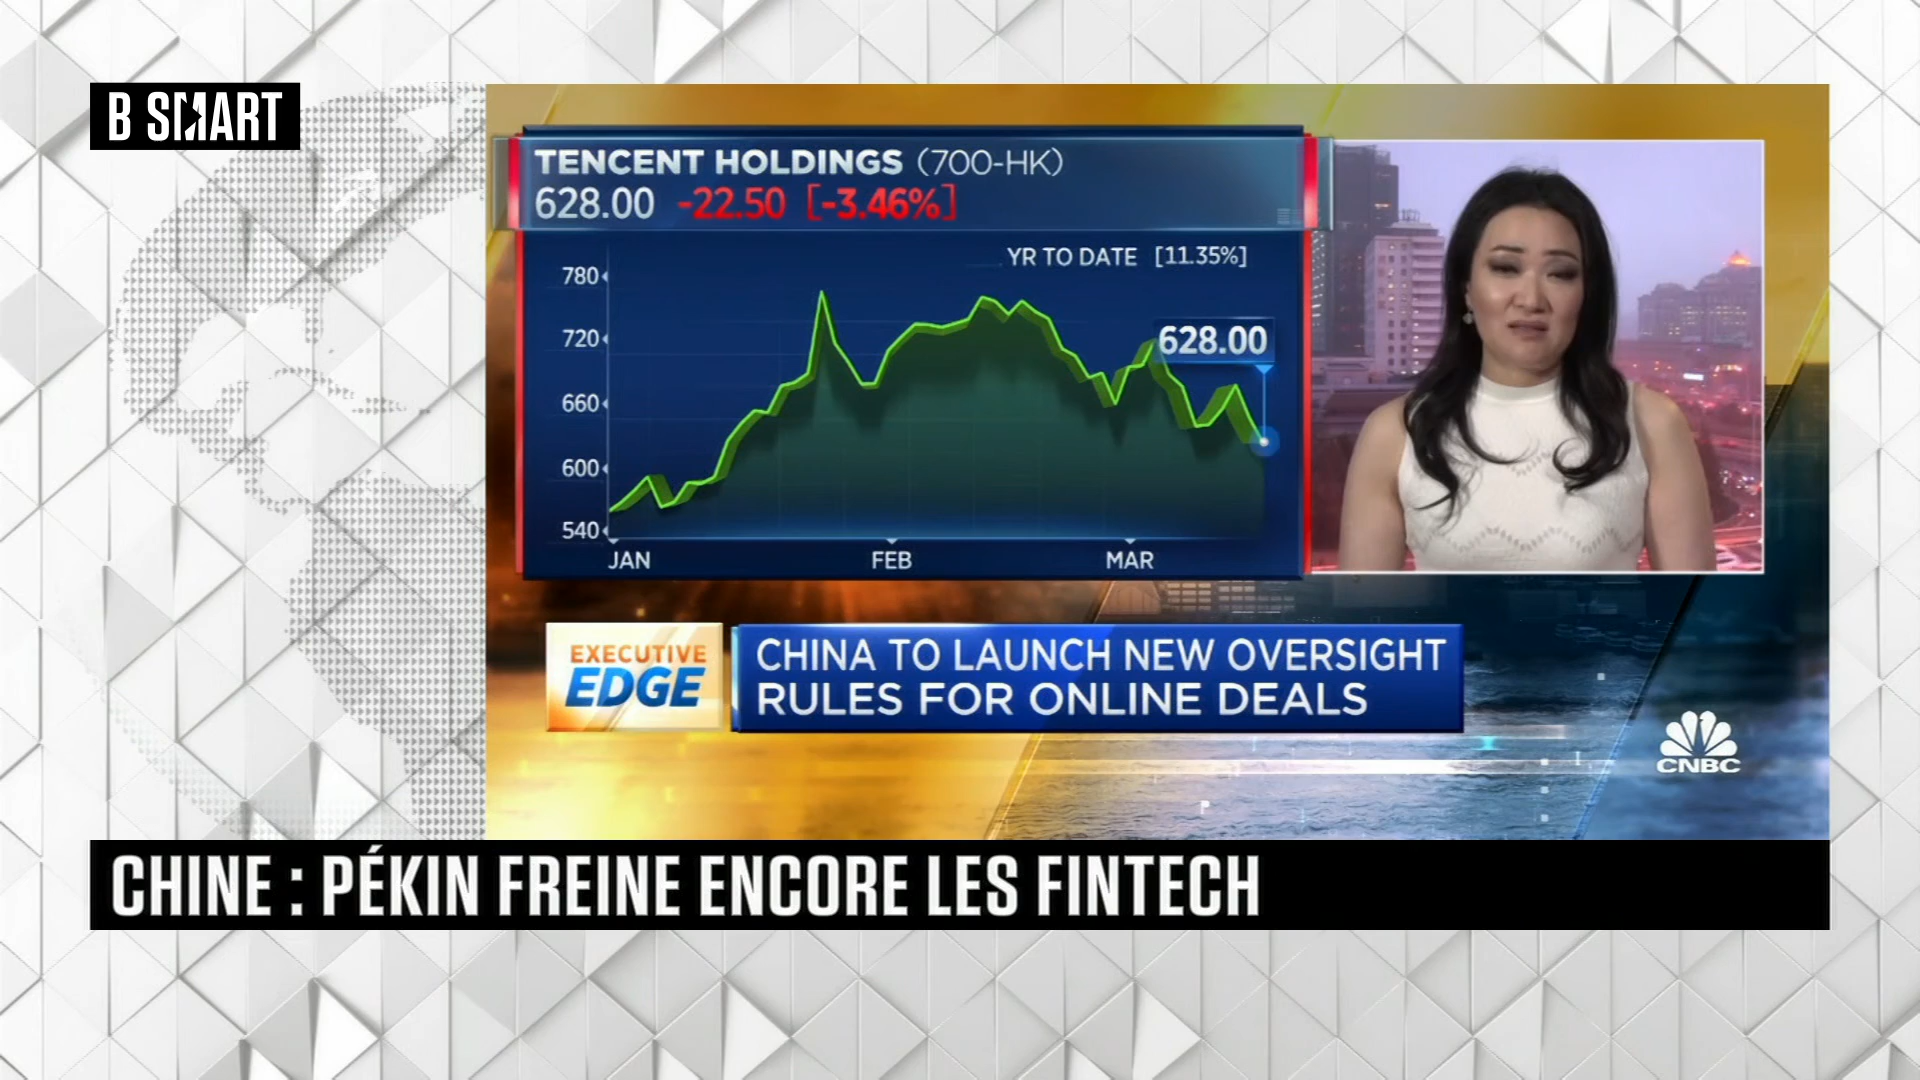 B SMART
TENCENT HOLDINGS (700-HK)
628.00 -22.50 [-3.46%]
YR TO DATE [11.35%]
780
720
660
600
540
628.00
JAN FEB MAR
EXECUTIVE
EDGE
CHINA TO LAUNCH NEW OVERSIGHT
RULES FOR ONLINE DEALS
CNBC
CHINE : PÉKIN FREINE ENCORE LES FINTECH